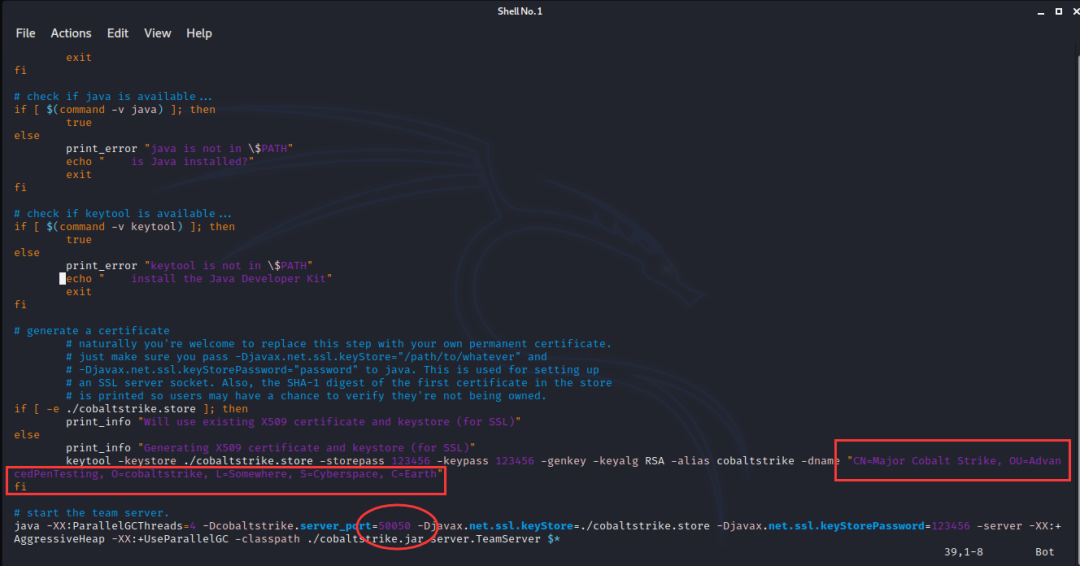 Shell No.1
File Actions Edit View Help
exit
fi
# check if java is available ...
if [ $(command -v java) ]; then
true
else
print_error "java is not in \$PATH"
echo " is Java installed?"
exit
fi
# check if keytool is available ...
if [ $(command -v keytool) ]; then
true
else
print_error "keytool is not in \$PATH"
echo " install the Java Developer Kit"
exit
fi
# generate a certificate
# naturally you're welcome to replace this step with your own permanent certificate.
# just make sure you pass -Djavax.net.ssl.keyStore="/path/to/whatever" and
# -Djavax.net.ssl.keyStorePassword="password" to java. This is used for setting up
# an SSL server socket. Also, the SHA-1 digest of the first certificate in the store
# is printed so users may have a chance to verify they're not being owned.
if [ -e ./cobaltstrike.store ]; then
print_info "Will use existing X509 certificate and keystore (for SSL)"
else
print_info "Generating X509 certificate and keystore (for SSL)"
keytool -keystore ./cobaltstrike.store -storepass 123456 -keypass 123456 -genkey -keyalg RSA -alias cobaltstrike -dname "CN=Major Cobalt Strike, OU=Advan
cedPenTesting, O=cobaltstrike, L=Somewhere, S=Cyberspace, C=Earth"
fi
# start the team server.
java -XX:ParallelGCThreads=4 -Dcobaltstrike.server_port=50050 -Djavax.net.ssl.keyStore=./cobaltstrike.store -Djavax.net.ssl.keyStorePassword=123456 -server -XX:+
AggressiveHeap -XX:+UseParallelGC -classpath ./cobaltstrike.jar server.TeamServer $*
39,1-8 Bot